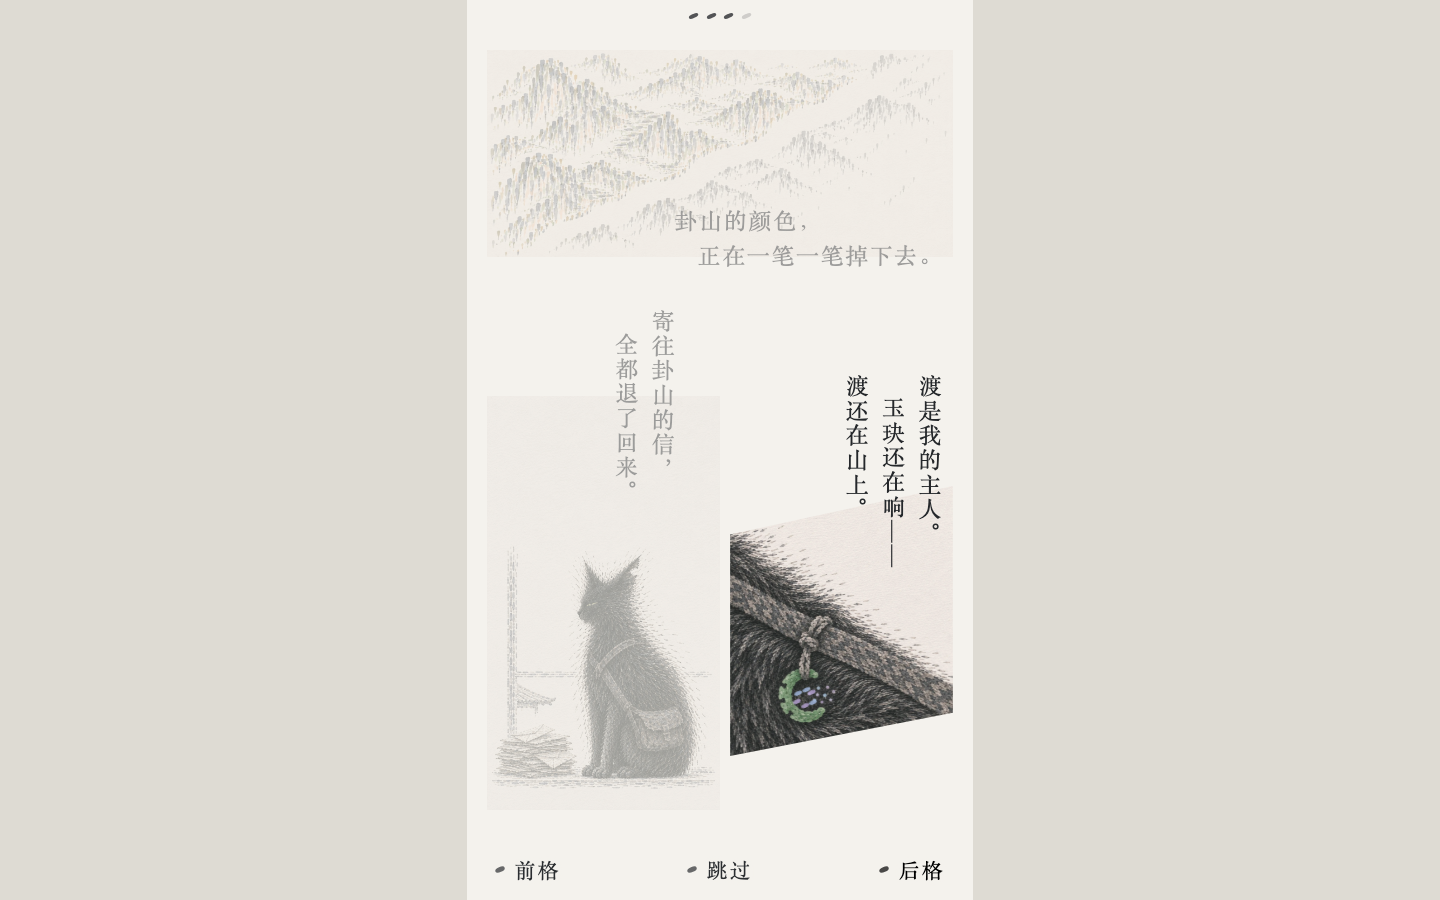 卦山的颜色，
正在一笔一笔掉下去。
寄往卦山的信，
全都退了回来。
渡是我的主人。
玉玦还在响——
渡还在山上。
前格
跳过
后格